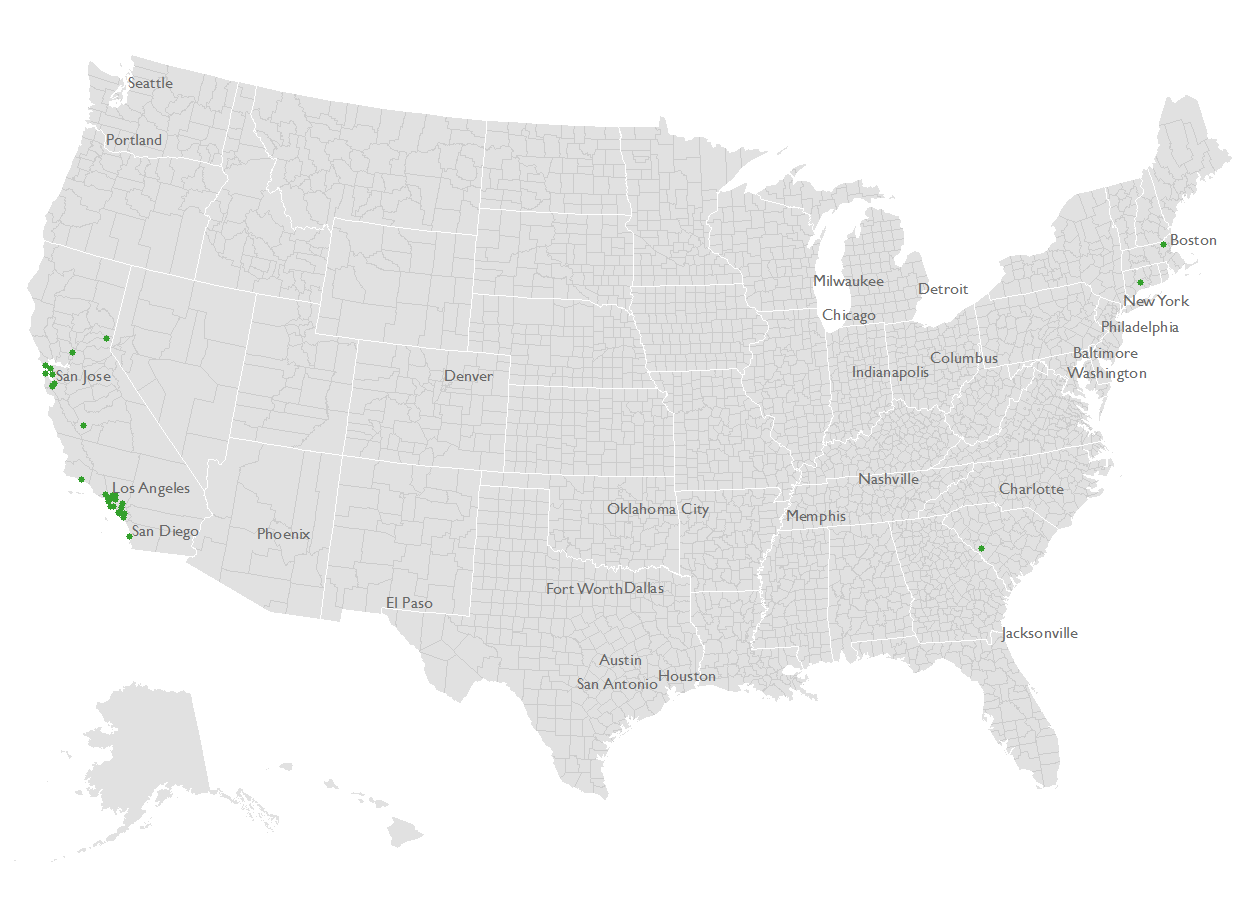 Seattle
Portland
Boston
Milwaukee
Detroit
New York
Chicago
Philadelphia
Baltimore
Columbus
Indianapolis
Washington
San Jose
Denver
Nashville
Los Angeles
Charlotte
Oklahoma City
Memphis
San Diego
Phoenix
Fort Worth
Dallas
El Paso
Jacksonville
Austin
Houston
San Antonio